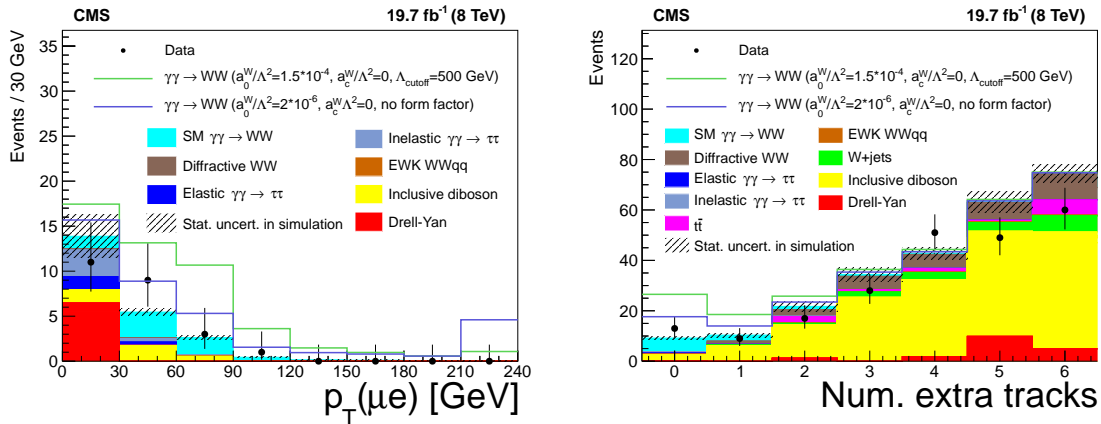 CMS 19.7 fb⁻¹ (8 TeV)
Events / 30 GeV
35
30
25
20
15
10
5
0
Data
γγ → WW (a₀ᵂ/Λ²=1.5*10⁻⁴, a_cᵂ/Λ²=0, Λ_cutoff=500 GeV)
γγ → WW (a₀ᵂ/Λ²=2*10⁻⁶, a_cᵂ/Λ²=0, no form factor)
SM γγ → WW
Inelastic γγ → ττ
Diffractive WW
EWK WWqq
Elastic γγ → ττ
Inclusive diboson
Stat. uncert. in simulation
Drell-Yan
0 30 60 90 120 150 180 210 240
p_T(μe) [GeV]
CMS 19.7 fb⁻¹ (8 TeV)
Events
120
100
80
60
40
20
0
Data
γγ → WW (a₀ᵂ/Λ²=1.5*10⁻⁴, a_cᵂ/Λ²=0, Λ_cutoff=500 GeV)
γγ → WW (a₀ᵂ/Λ²=2*10⁻⁶, a_cᵂ/Λ²=0, no form factor)
SM γγ → WW
EWK WWqq
Diffractive WW
W+jets
Elastic γγ → ττ
Inclusive diboson
Inelastic γγ → ττ
Drell-Yan
tt̄
Stat. uncert. in simulation
0 1 2 3 4 5 6
Num. extra tracks